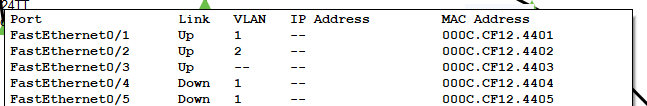 24TT
Port Link VLAN IP Address MAC Address
FastEthernet0/1 Up 1 -- 000C.CF12.4401
FastEthernet0/2 Up 2 -- 000C.CF12.4402
FastEthernet0/3 Up -- -- 000C.CF12.4403
FastEthernet0/4 Down 1 -- 000C.CF12.4404
FastEthernet0/5 Down 1 -- 000C.CF12.4405